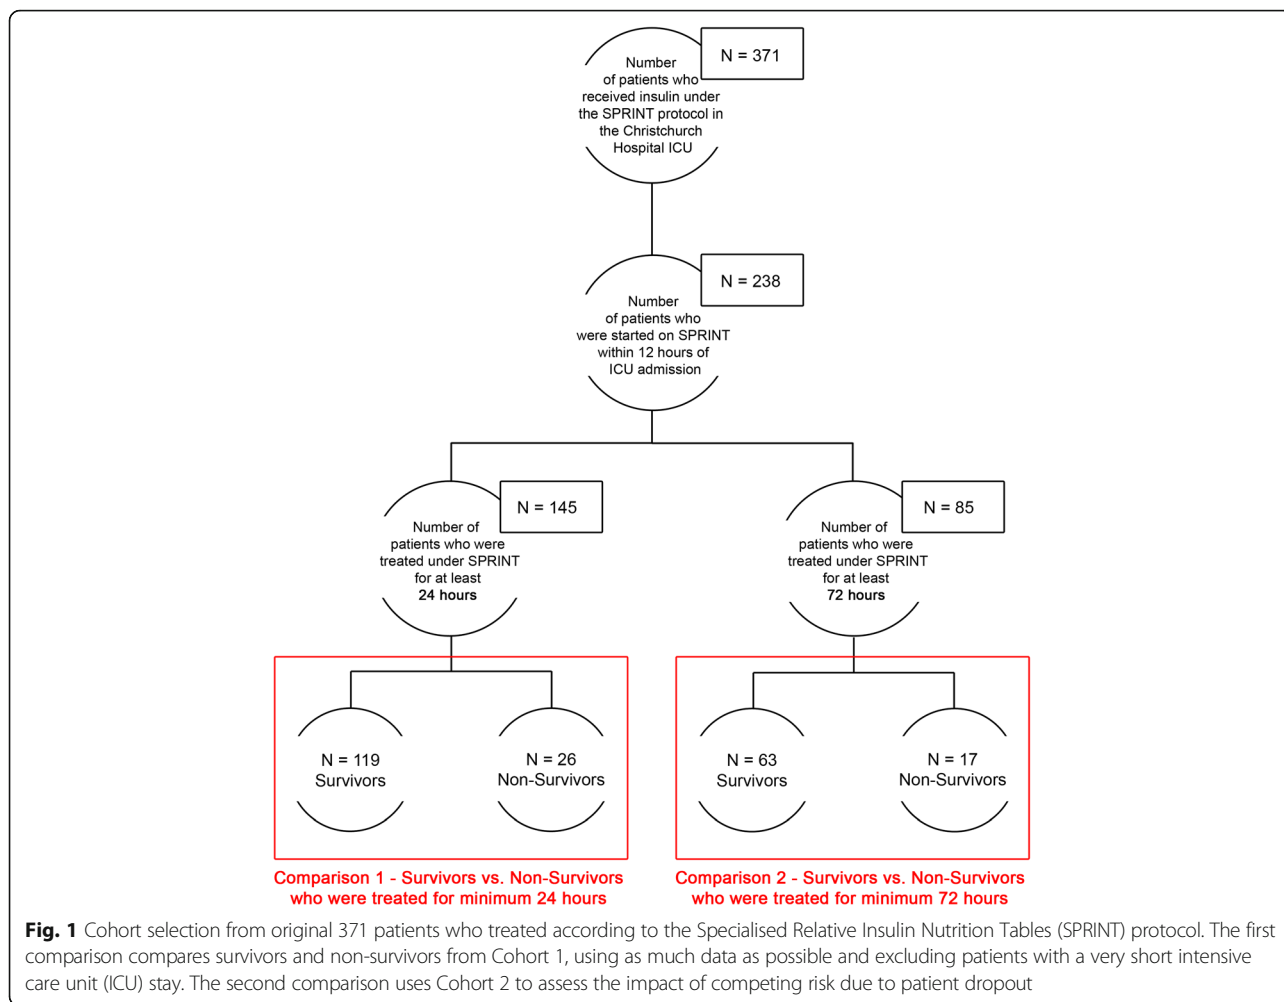 N = 371
Number
of patients who
received insulin under
the SPRINT protocol in
the Christchurch
Hospital ICU
N = 238
Number
of patients who
were started on SPRINT
within 12 hours of
ICU admission
N = 145
Number of
patients who were
treated under SPRINT
for at least
24 hours
N = 85
Number of
patients who were
treated under SPRINT
for at least
72 hours
N = 119
Survivors
N = 26
Non-Survivors
N = 63
Survivors
N = 17
Non-Survivors
Comparison 1 - Survivors vs. Non-Survivors
who were treated for minimum 24 hours
Comparison 2 - Survivors vs. Non-Survivors
who were treated for minimum 72 hours
Fig. 1 Cohort selection from original 371 patients who treated according to the Specialised Relative Insulin Nutrition Tables (SPRINT) protocol. The first
comparison compares survivors and non-survivors from Cohort 1, using as much data as possible and excluding patients with a very short intensive
care unit (ICU) stay. The second comparison uses Cohort 2 to assess the impact of competing risk due to patient dropout